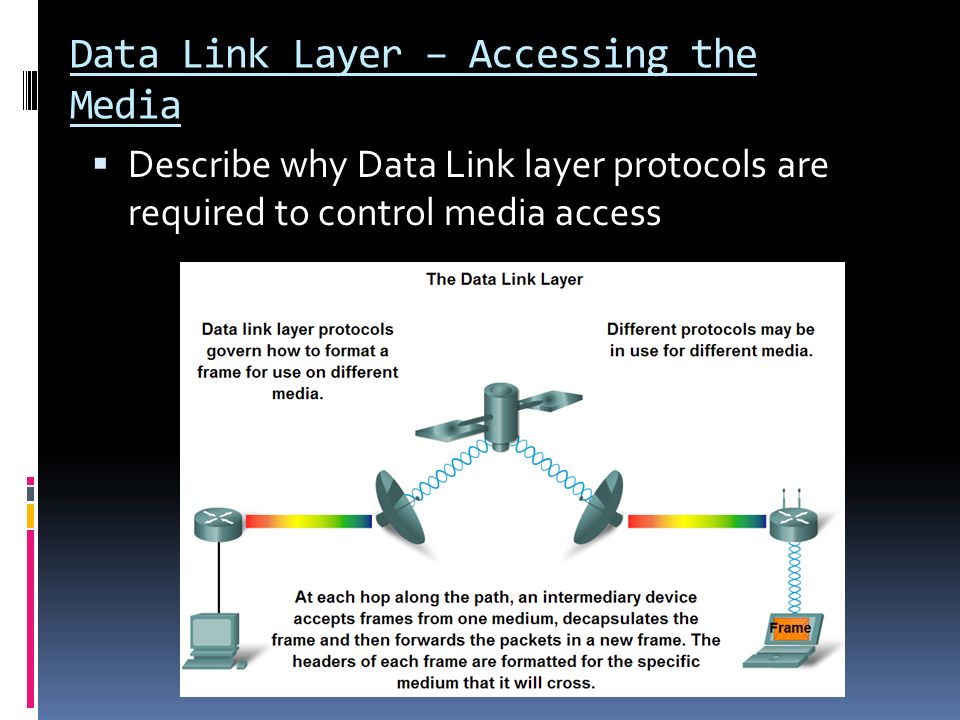 Data Link Layer – Accessing the
Media
Describe why Data Link layer protocols are
required to control media access
The Data Link Layer
Data link layer protocols
govern how to format a
frame for use on different
media.
Different protocols may be
in use for different media.
Frame
At each hop along the path, an intermediary device
accepts frames from one medium, decapsulates the
frame and then forwards the packets in a new frame. The
headers of each frame are formatted for the specific
medium that it will cross.